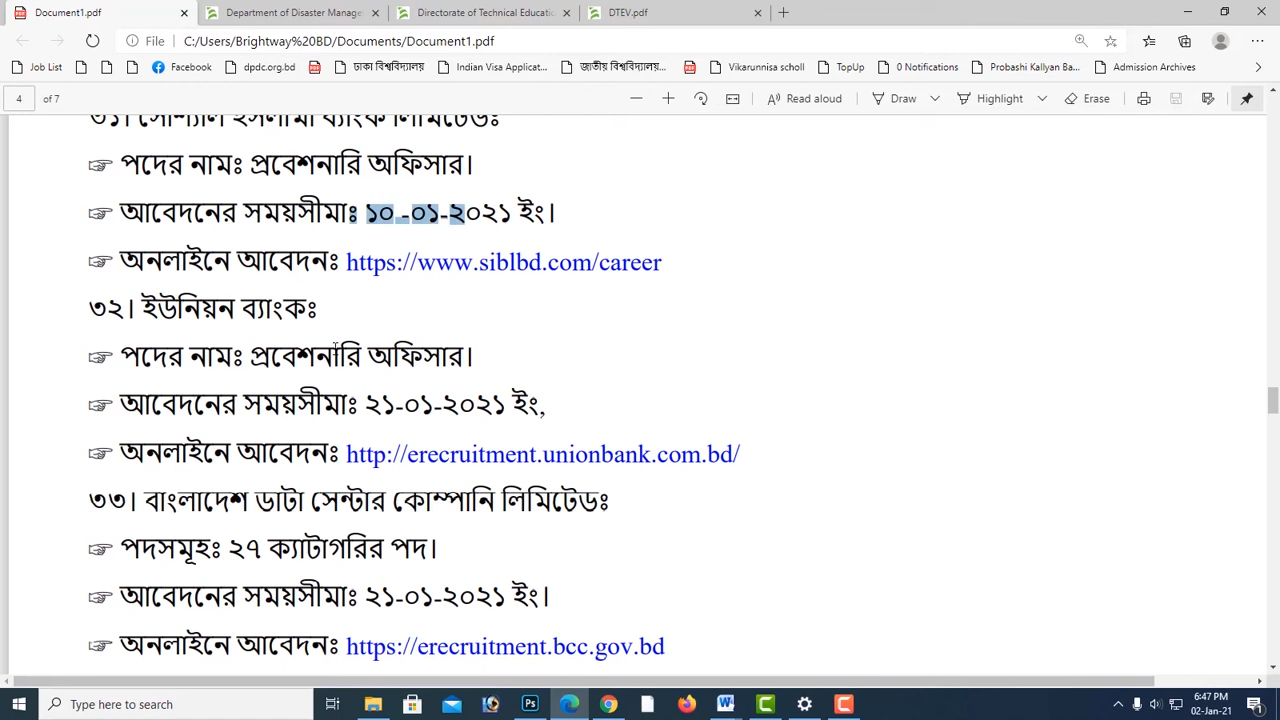 Document1.pdf
Department of Disaster Manage
Directorate of Technical Educatio
DTEV.pdf
File
C:/Users/Brightway%20BD/Documents/Document1.pdf
Job List
Facebook
dpdc.org.bd
ঢাকা বিশ্ববিদ্যালয়
Indian Visa Applicat...
জাতীয় বিশ্ববিদ্যালয়...
Vikarunnisa scholl
TopUp
0 Notifications
Probashi Kallyan Ba...
Admission Archives
4 of 7
Read aloud
Draw
Highlight
Erase
৩১। সোশ্যাল ইসলামী ব্যাংক লিমিটেডঃ
☞ পদের নামঃ প্রবেশনারি অফিসার।
☞ আবেদনের সময়সীমাঃ ১০ -০১-২০২১ ইং।
☞ অনলাইনে আবেদনঃ https://www.siblbd.com/career
৩২। ইউনিয়ন ব্যাংকঃ
☞ পদের নামঃ প্রবেশনারি অফিসার।
☞ আবেদনের সময়সীমাঃ ২১-০১-২০২১ ইং,
☞ অনলাইনে আবেদনঃ http://erecruitment.unionbank.com.bd/
৩৩। বাংলাদেশ ডাটা সেন্টার কোম্পানি লিমিটেডঃ
☞ পদসমূহঃ ২৭ ক্যাটাগরির পদ।
☞ আবেদনের সময়সীমাঃ ২১-০১-২০২১ ইং।
☞ অনলাইনে আবেদনঃ https://erecruitment.bcc.gov.bd
Type here to search
6:47 PM
02-Jan-21